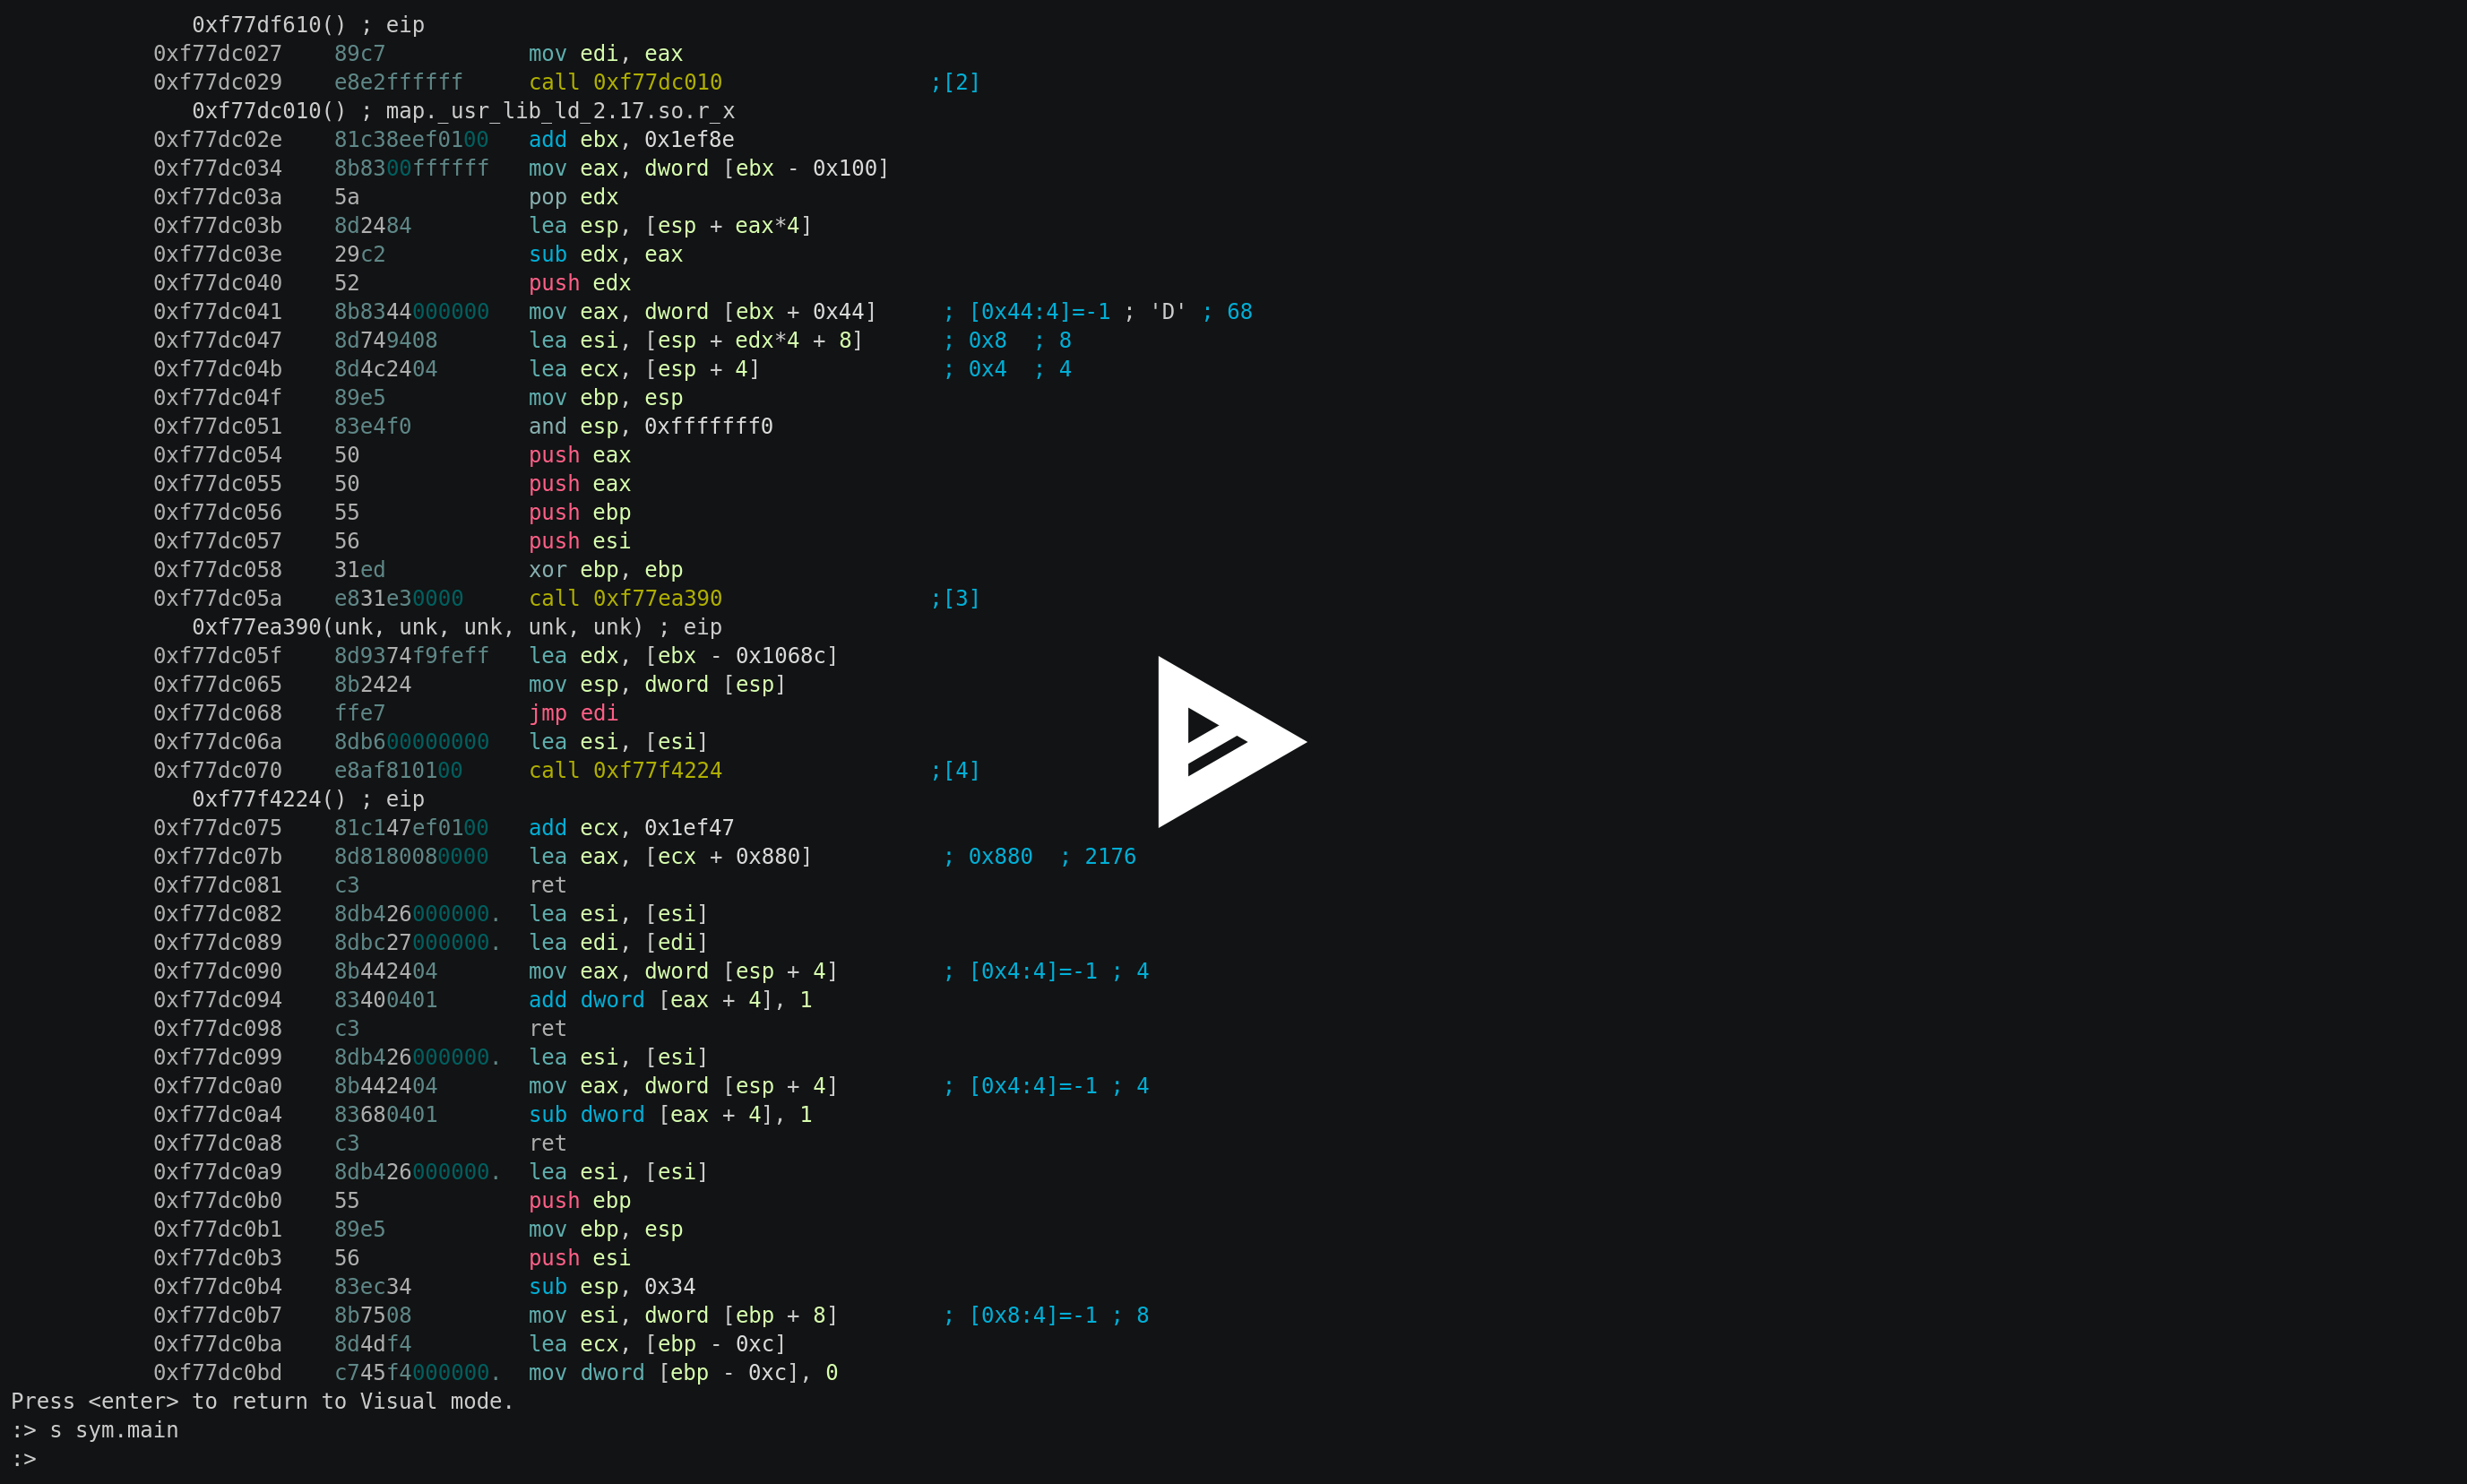 0xf77df610() ; eip
0xf77dc027 89c7 mov edi, eax
0xf77dc029 e8e2ffffff call 0xf77dc010 ;[2]
0xf77dc010() ; map._usr_lib_ld_2.17.so.r_x
0xf77dc02e 81c38eef0100 add ebx, 0x1ef8e
0xf77dc034 8b8300ffffff mov eax, dword [ebx - 0x100]
0xf77dc03a 5a pop edx
0xf77dc03b 8d2484 lea esp, [esp + eax*4]
0xf77dc03e 29c2 sub edx, eax
0xf77dc040 52 push edx
0xf77dc041 8b8344000000 mov eax, dword [ebx + 0x44] ; [0x44:4]=-1 ; 'D' ; 68
0xf77dc047 8d749408 lea esi, [esp + edx*4 + 8] ; 0x8 ; 8
0xf77dc04b 8d4c2404 lea ecx, [esp + 4] ; 0x4 ; 4
0xf77dc04f 89e5 mov ebp, esp
0xf77dc051 83e4f0 and esp, 0xfffffff0
0xf77dc054 50 push eax
0xf77dc055 50 push eax
0xf77dc056 55 push ebp
0xf77dc057 56 push esi
0xf77dc058 31ed xor ebp, ebp
0xf77dc05a e831e30000 call 0xf77ea390 ;[3]
0xf77ea390(unk, unk, unk, unk, unk) ; eip
0xf77dc05f 8d9374f9feff lea edx, [ebx - 0x1068c]
0xf77dc065 8b2424 mov esp, dword [esp]
0xf77dc068 ffe7 jmp edi
0xf77dc06a 8db600000000 lea esi, [esi]
0xf77dc070 e8af810100 call 0xf77f4224 ;[4]
0xf77f4224() ; eip
0xf77dc075 81c147ef0100 add ecx, 0x1ef47
0xf77dc07b 8d8180080000 lea eax, [ecx + 0x880] ; 0x880 ; 2176
0xf77dc081 c3 ret
0xf77dc082 8db426000000. lea esi, [esi]
0xf77dc089 8dbc27000000. lea edi, [edi]
0xf77dc090 8b442404 mov eax, dword [esp + 4] ; [0x4:4]=-1 ; 4
0xf77dc094 83400401 add dword [eax + 4], 1
0xf77dc098 c3 ret
0xf77dc099 8db426000000. lea esi, [esi]
0xf77dc0a0 8b442404 mov eax, dword [esp + 4] ; [0x4:4]=-1 ; 4
0xf77dc0a4 83680401 sub dword [eax + 4], 1
0xf77dc0a8 c3 ret
0xf77dc0a9 8db426000000. lea esi, [esi]
0xf77dc0b0 55 push ebp
0xf77dc0b1 89e5 mov ebp, esp
0xf77dc0b3 56 push esi
0xf77dc0b4 83ec34 sub esp, 0x34
0xf77dc0b7 8b7508 mov esi, dword [ebp + 8] ; [0x8:4]=-1 ; 8
0xf77dc0ba 8d4df4 lea ecx, [ebp - 0xc]
0xf77dc0bd c745f4000000. mov dword [ebp - 0xc], 0
Press <enter> to return to Visual mode.
:> s sym.main
:>